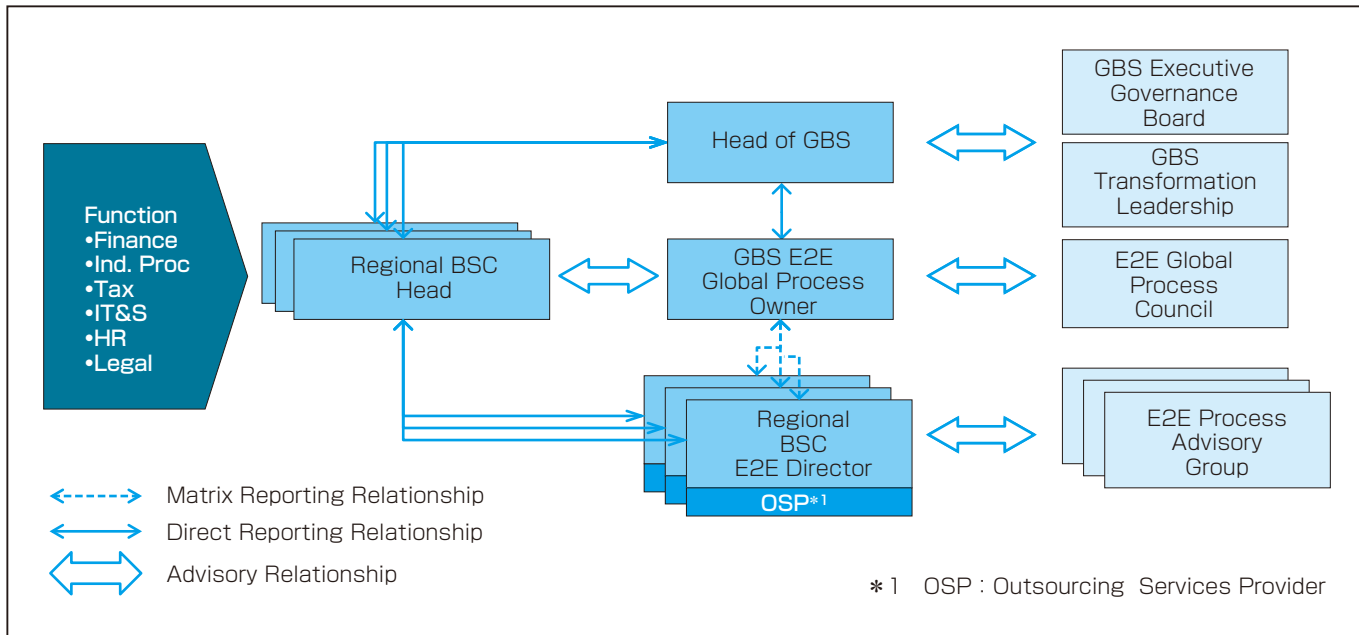 Function
•Finance
•Ind. Proc
•Tax
•IT&S
•HR
•Legal
Regional BSC
Head
Head of GBS
GBS E2E
Global Process
Owner
Regional
BSC
E2E Director
OSP*1
GBS Executive
Governance
Board
GBS
Transformation
Leadership
E2E Global
Process
Council
E2E Process
Advisory
Group
Matrix Reporting Relationship
Direct Reporting Relationship
Advisory Relationship
*1 OSP : Outsourcing Services Provider